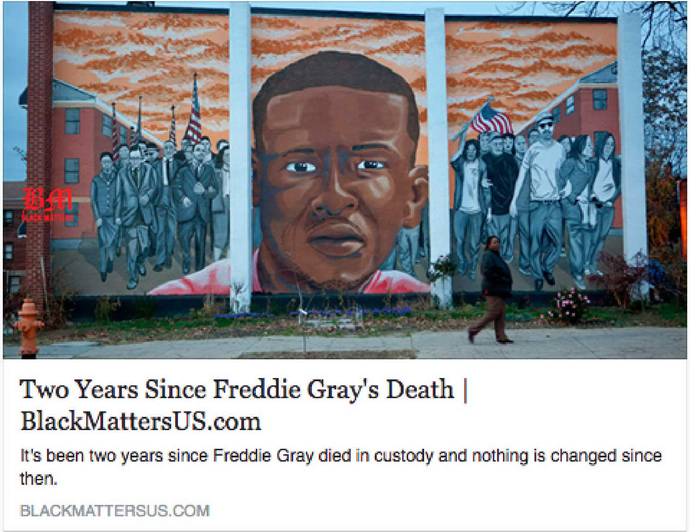 BM
BLACK MATTERS
Two Years Since Freddie Gray's Death |
BlackMattersUS.com
It's been two years since Freddie Gray died in custody and nothing is changed since
then.
BLACKMATTERSUS.COM